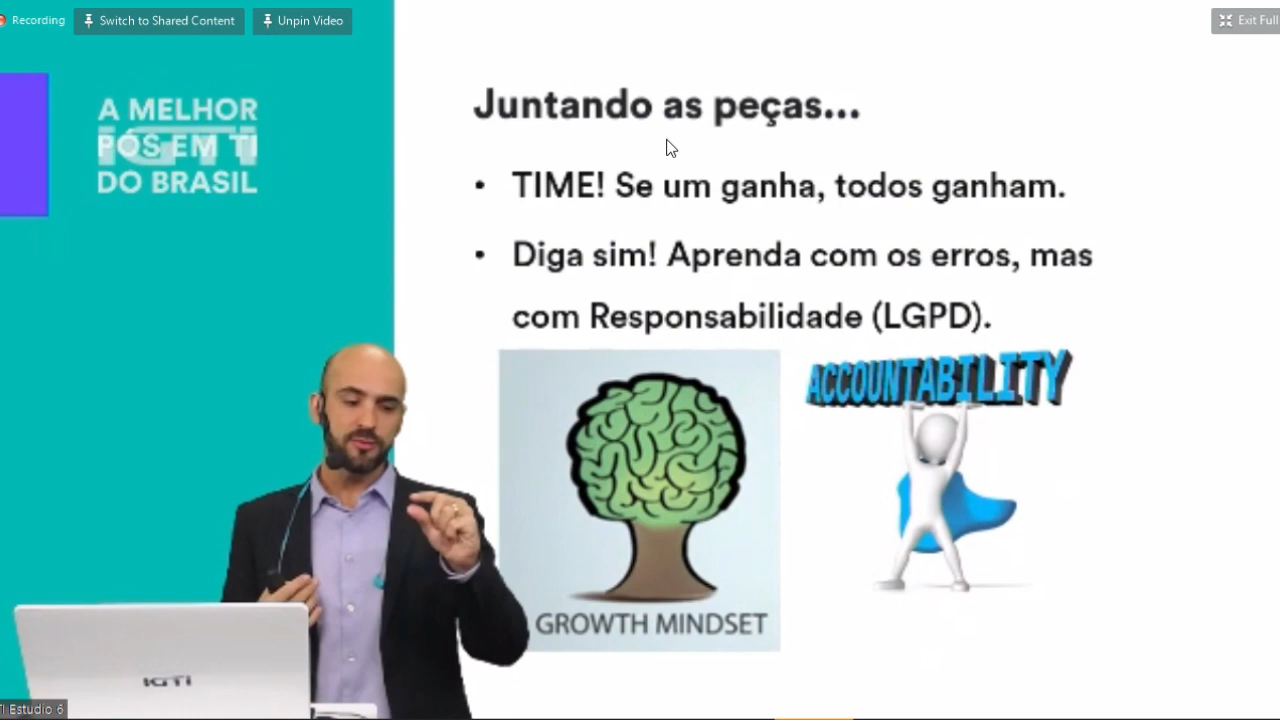 Recording
Switch to Shared Content
Unpin Video
Exit Full
A MELHOR
PÓS EM TI
DO BRASIL
IGTI
Juntando as peças...
• TIME! Se um ganha, todos ganham.
• Diga sim! Aprenda com os erros, mas
com Responsabilidade (LGPD).
ACCOUNTABILITY
GROWTH MINDSET
IGTI
TI Estudio 6